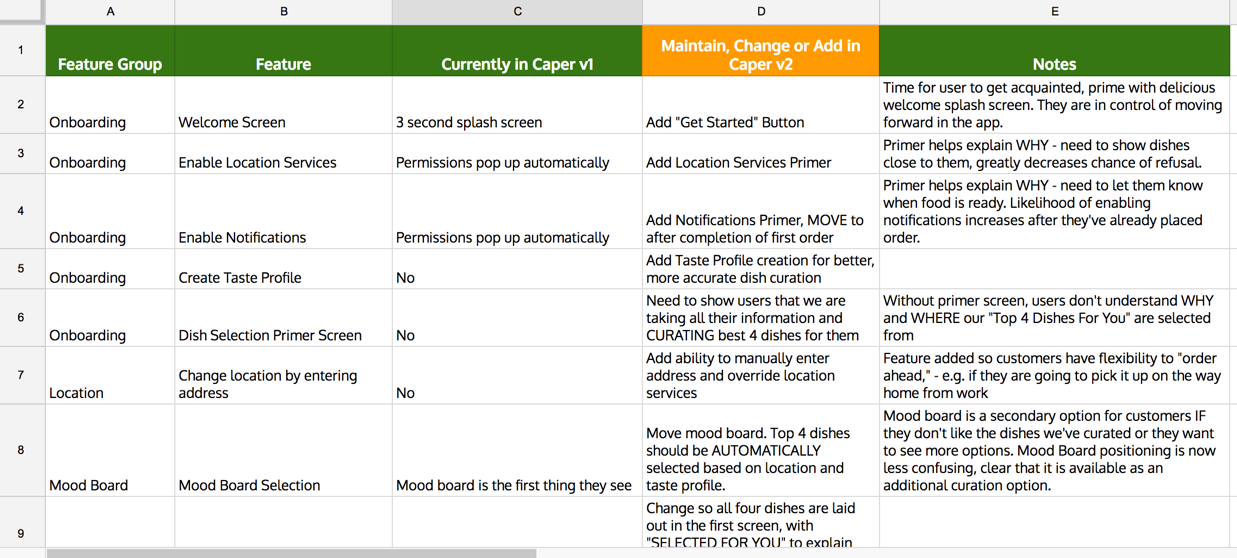 A B C D E
1 Feature Group Feature Currently in Caper v1 Maintain, Change or Add in
Caper v2 Notes
2 Onboarding Welcome Screen 3 second splash screen Add "Get Started" Button Time for user to get acquainted, prime with delicious
welcome splash screen. They are in control of moving
forward in the app.
3 Onboarding Enable Location Services Permissions pop up automatically Add Location Services Primer Primer helps explain WHY - need to show dishes
close to them, greatly decreases chance of refusal.
4 Onboarding Enable Notifications Permissions pop up automatically Add Notifications Primer, MOVE to
after completion of first order
Primer helps explain WHY - need to let them know
when food is ready. Likelihood of enabling
notifications increases after they've already placed
order.
5 Onboarding Create Taste Profile No Add Taste Profile creation for better,
more accurate dish curation
6 Onboarding Dish Selection Primer Screen No Need to show users that we are
taking all their information and
CURATING best 4 dishes for them
Without primer screen, users don't understand WHY
and WHERE our "Top 4 Dishes For You" are selected
from
7 Location Change location by entering
address
No
Add ability to manually enter
address and override location
services
Feature added so customers have flexibility to "order
ahead," - e.g. if they are going to pick it up on the way
home from work
8 Mood Board Mood Board Selection Mood board is the first thing they see Move mood board. Top 4 dishes
should be AUTOMATICALLY
selected based on location and
taste profile.
Mood board is a secondary option for customers IF
they don't like the dishes we've curated or they want
to see more options. Mood Board positioning is now
less confusing, clear that it is available as an
additional curation option.
9 Change so all four dishes are laid
out in the first screen, with
"SELECTED FOR YOU" to explain